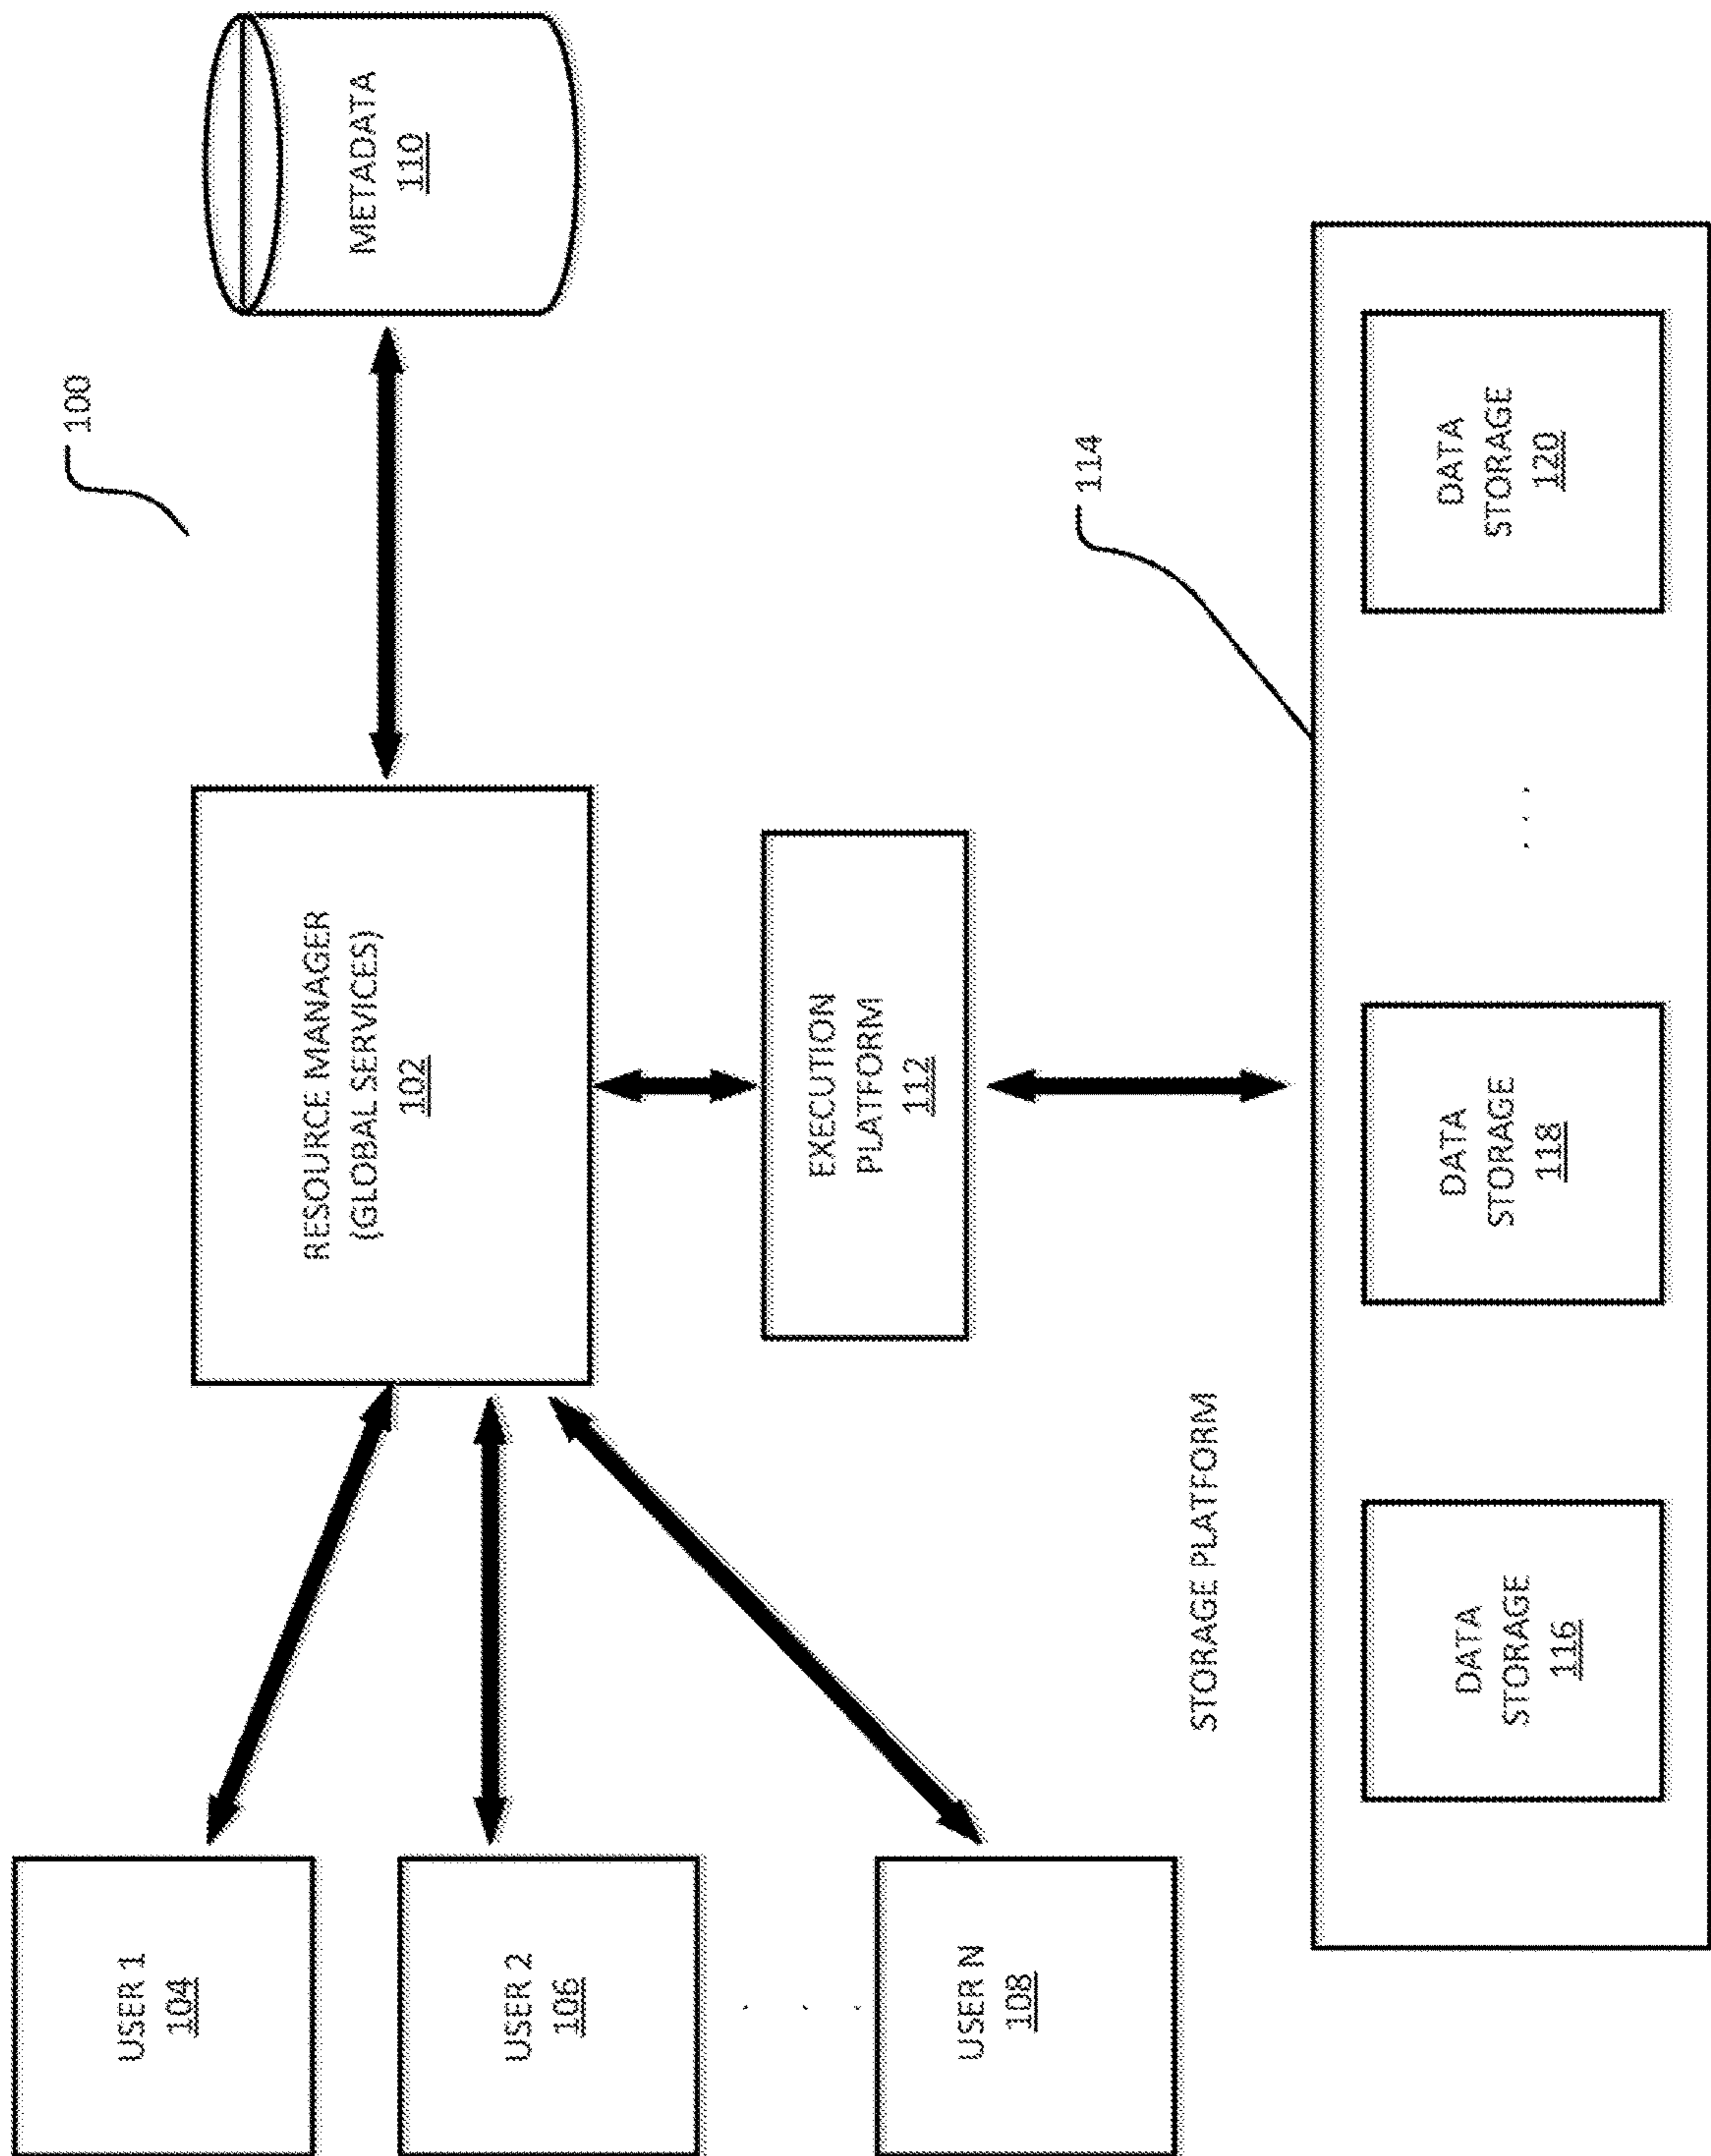 100
USER 1
104
USER 2
106
USER N
108
RESOURCE MANAGER
(GLOBAL SERVICES)
102
METADATA
110
EXECUTION
PLATFORM
112
STORAGE PLATFORM
114
DATA
STORAGE
116
DATA
STORAGE
118
. . .
DATA
STORAGE
120